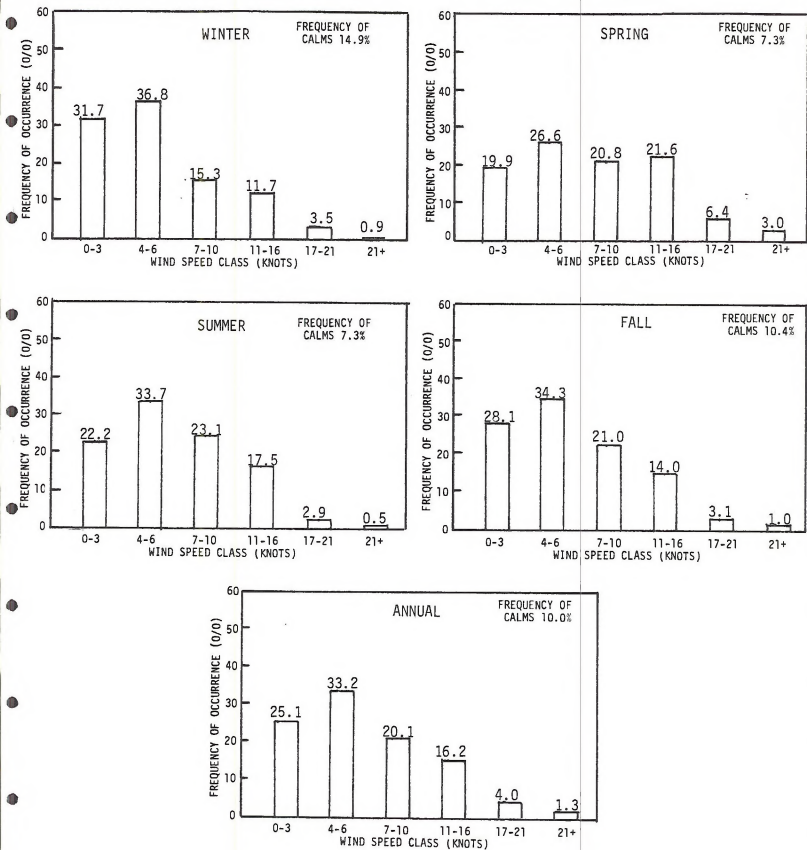 WINTER
FREQUENCY OF
CALMS 14.9%
FREQUENCY OF OCCURRENCE (0/0)
60
50
40
30
20
10
0
31.7
36.8
15.3
11.7
3.5
0.9
0-3 4-6 7-10 11-16 17-21 21+
WIND SPEED CLASS (KNOTS)
SPRING
FREQUENCY OF
CALMS 7.3%
FREQUENCY OF OCCURRENCE (0/0)
60
50
40
30
20
10
0
19.9
26.6
20.8
21.6
6.4
3.0
0-3 4-6 7-10 11-16 17-21 21+
WIND SPEED CLASS (KNOTS)
SUMMER
FREQUENCY OF
CALMS 7.3%
FREQUENCY OF OCCURRENCE (0/0)
60
50
40
30
20
10
0
22.2
33.7
23.1
17.5
2.9
0.5
0-3 4-6 7-10 11-16 17-21 21+
WIND SPEED CLASS (KNOTS)
FALL
FREQUENCY OF
CALMS 10.4%
FREQUENCY OF OCCURRENCE (0/0)
60
50
40
30
20
10
0
28.1
34.3
21.0
14.0
3.1
1.0
0-3 4-6 7-10 11-16 17-21 21+
WIND SPEED CLASS (KNOTS)
ANNUAL
FREQUENCY OF
CALMS 10.0%
FREQUENCY OF OCCURRENCE (0/0)
60
50
40
30
20
10
0
25.1
33.2
20.1
16.2
4.0
1.3
0-3 4-6 7-10 11-16 17-21 21+
WIND SPEED CLASS (KNOTS)